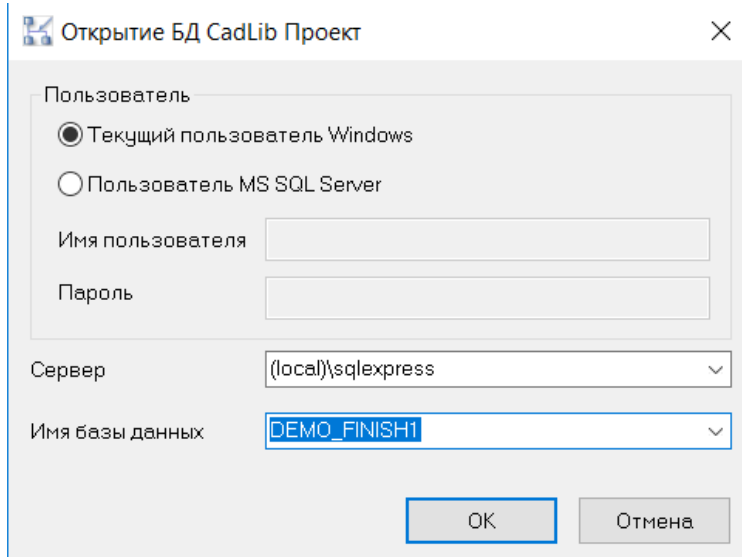 Открытие БД CadLib Проект
Пользователь
Текущий пользователь Windows
Пользователь MS SQL Server
Имя пользователя
Пароль
Сервер (local)\sqlexpress
Имя базы данных DEMO_FINISH1
OK Отмена